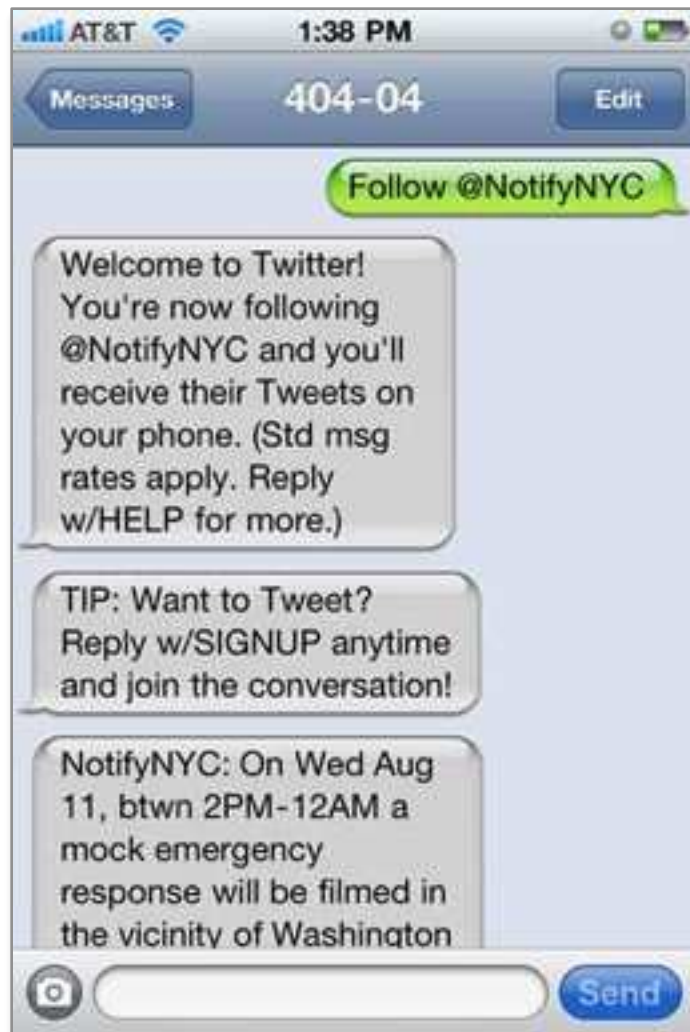 AT&T 1:38 PM
Messages 404-04 Edit
Follow @NotifyNYC
Welcome to Twitter!
You're now following
@NotifyNYC and you'll
receive their Tweets on
your phone. (Std msg
rates apply. Reply
w/HELP for more.)
TIP: Want to Tweet?
Reply w/SIGNUP anytime
and join the conversation!
NotifyNYC: On Wed Aug
11, btwn 2PM-12AM a
mock emergency
response will be filmed in
the vicinity of Washington
Send